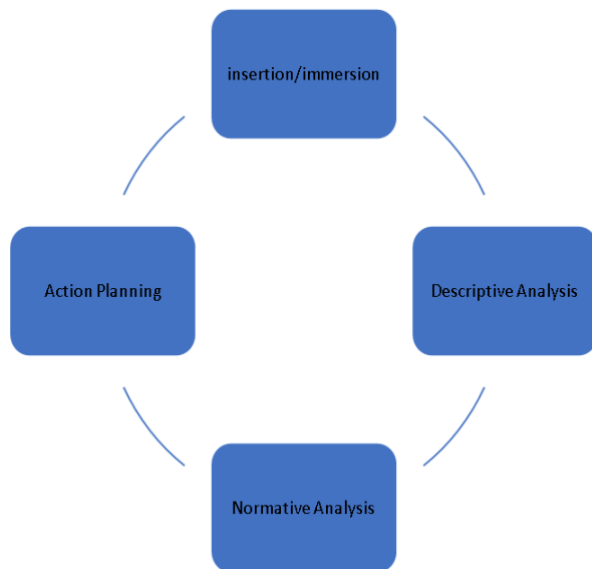 insertion/immersion
Action Planning
Descriptive Analysis
Normative Analysis